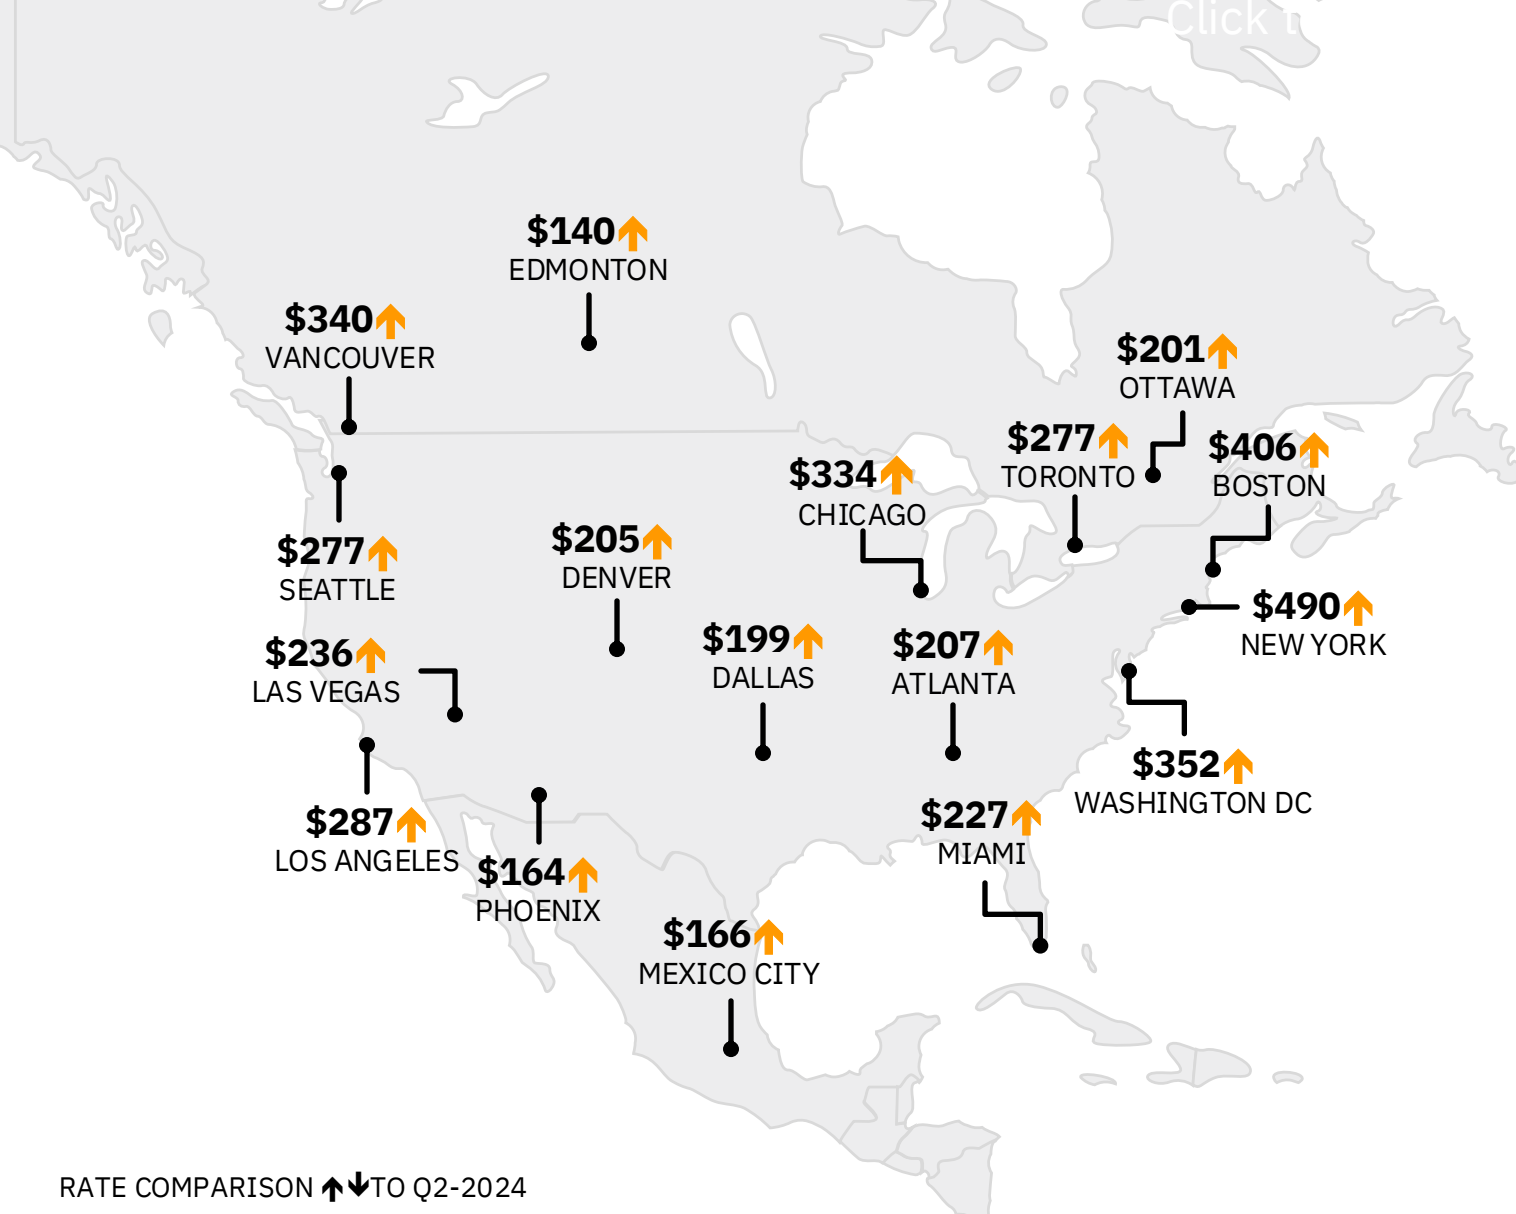 Click t
$140
EDMONTON
$340
VANCOUVER
$201
OTTAWA
$277
TORONTO
$406
BOSTON
$334
CHICAGO
$277
SEATTLE
$205
DENVER
$490
NEW YORK
$236
LAS VEGAS
$199
DALLAS
$207
ATLANTA
$352
WASHINGTON DC
$287
LOS ANGELES
$227
MIAMI
$164
PHOENIX
$166
MEXICO CITY
RATE COMPARISON ↑↓TO Q2-2024